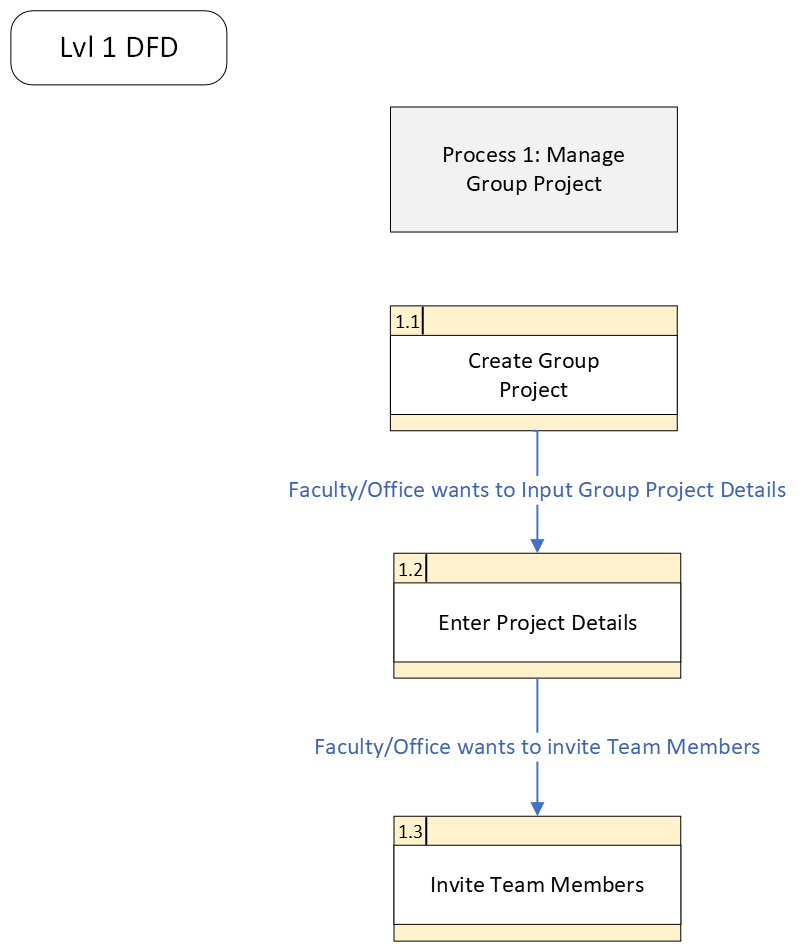 Lvl 1 DFD
Process 1: Manage
Group Project
1.1
Create Group
Project
Faculty/Office wants to Input Group Project Details
1.2
Enter Project Details
Faculty/Office wants to invite Team Members
1.3
Invite Team Members